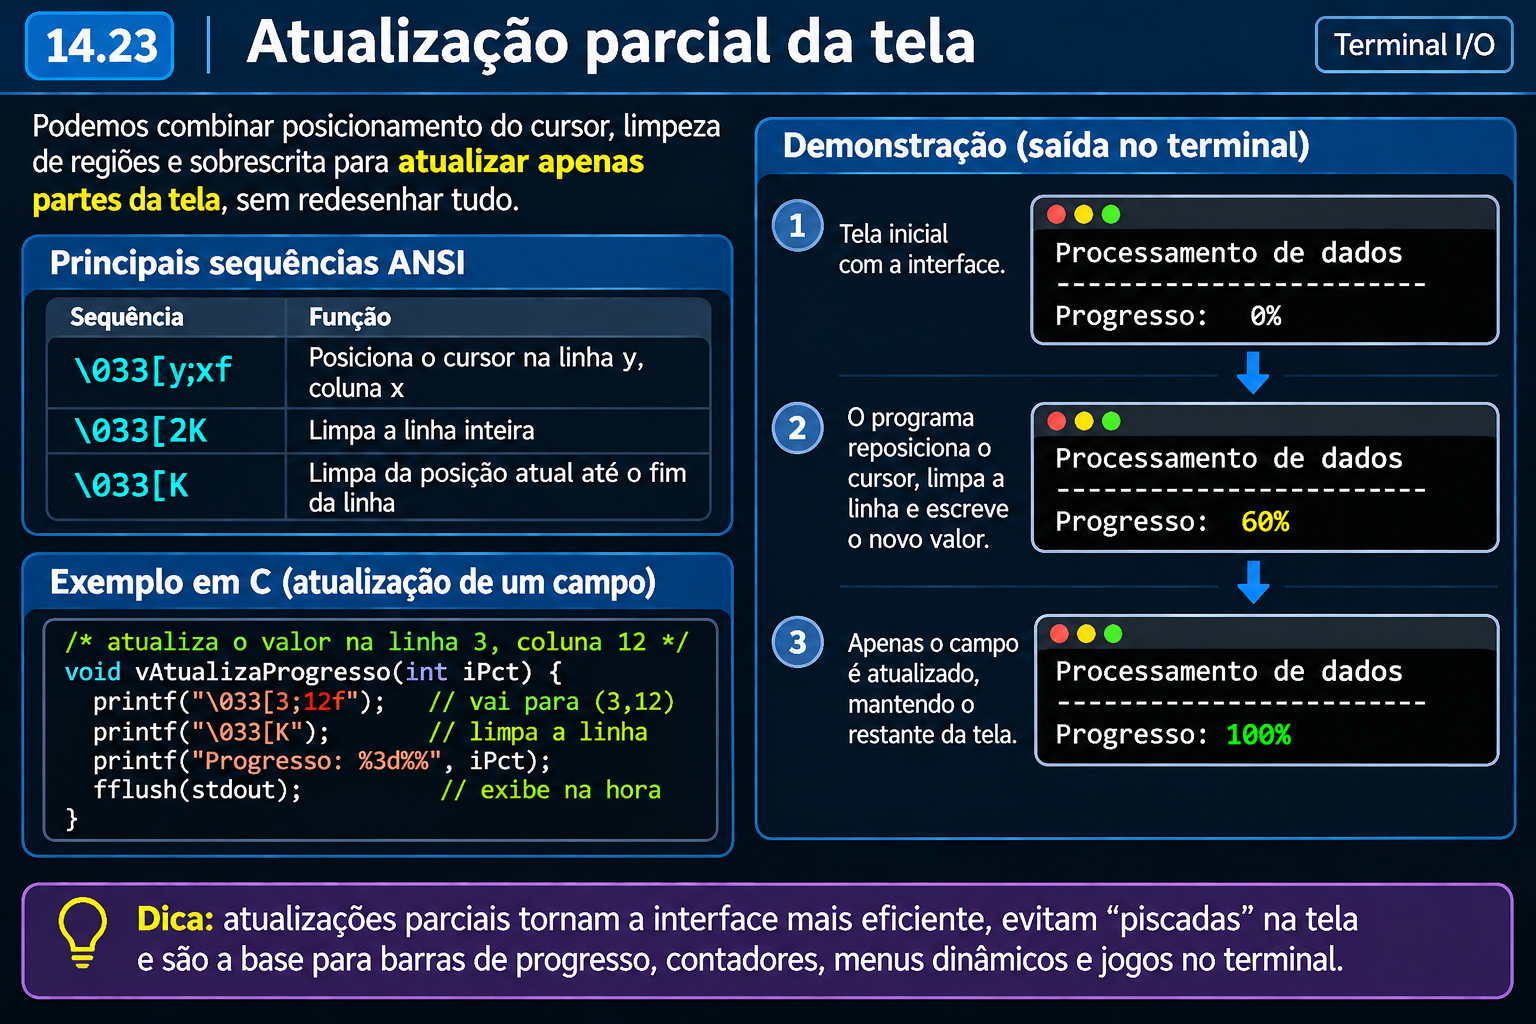 14.23
Atualização parcial da tela
Terminal I/O
Podemos combinar posicionamento do cursor, limpeza
de regiões e sobrescrita para atualizar apenas
partes da tela, sem redesenhar tudo.
Principais sequências ANSI
Sequência Função
\033[y;xf Posiciona o cursor na linha y,
coluna x
\033[2K Limpa a linha inteira
\033[K Limpa da posição atual até o fim
da linha
Exemplo em C (atualização de um campo)
/* atualiza o valor na linha 3, coluna 12 */
void vAtualizaProgresso(int iPct) {
  printf("\033[3;12f");   // vai para (3,12)
  printf("\033[K");       // limpa a linha
  printf("Progresso: %3d%%", iPct);
  fflush(stdout);          // exibe na hora
}
Demonstração (saída no terminal)
1
Tela inicial
com a interface.
Processamento de dados
------------------------
Progresso:   0%
2
O programa
reposiciona o
cursor, limpa a
linha e escreve
o novo valor.
Processamento de dados
------------------------
Progresso:  60%
3
Apenas o campo
é atualizado,
mantendo o
restante da tela.
Processamento de dados
------------------------
Progresso: 100%
Dica: atualizações parciais tornam a interface mais eficiente, evitam “piscadas” na tela
e são a base para barras de progresso, contadores, menus dinâmicos e jogos no terminal.